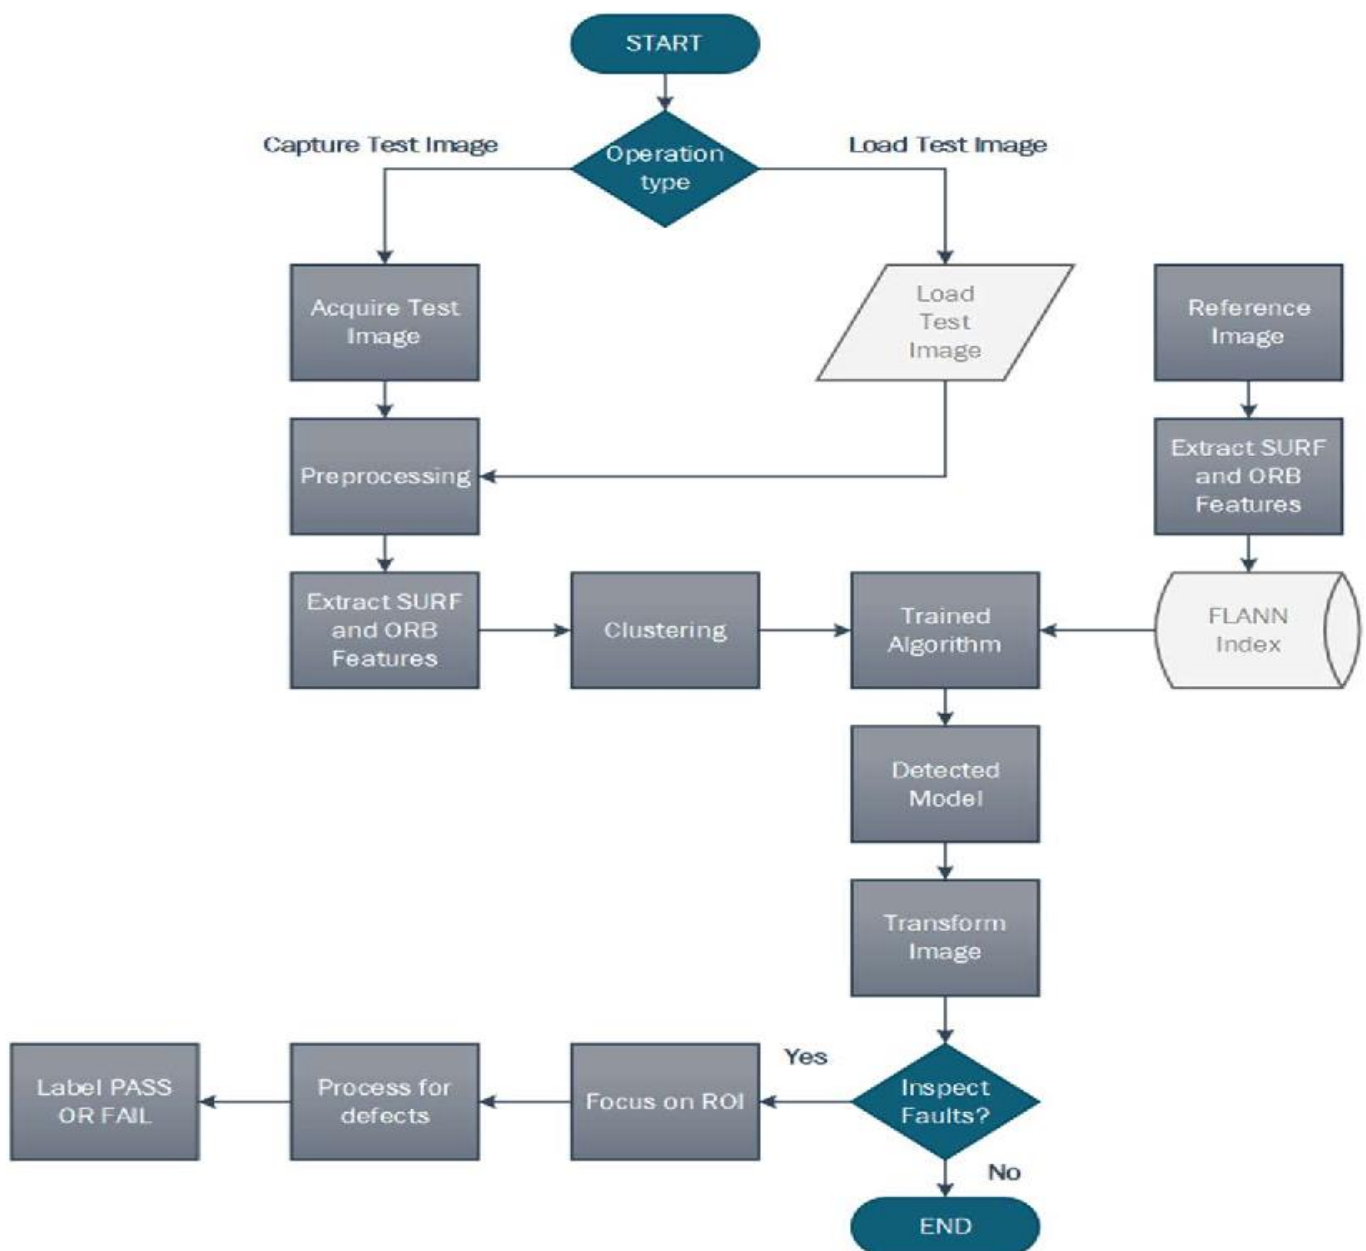 START
Capture Test Image
Load Test Image
Operation
type
Acquire Test
Image
Load
Test
Image
Reference
Image
Preprocessing
Extract SURF
and ORB
Features
Extract SURF
and ORB
Features
Clustering
Trained
Algorithm
FLANN
Index
Detected
Model
Transform
Image
Yes
Label PASS
OR FAIL
Process for
defects
Focus on ROI
Inspect
Faults?
No
END